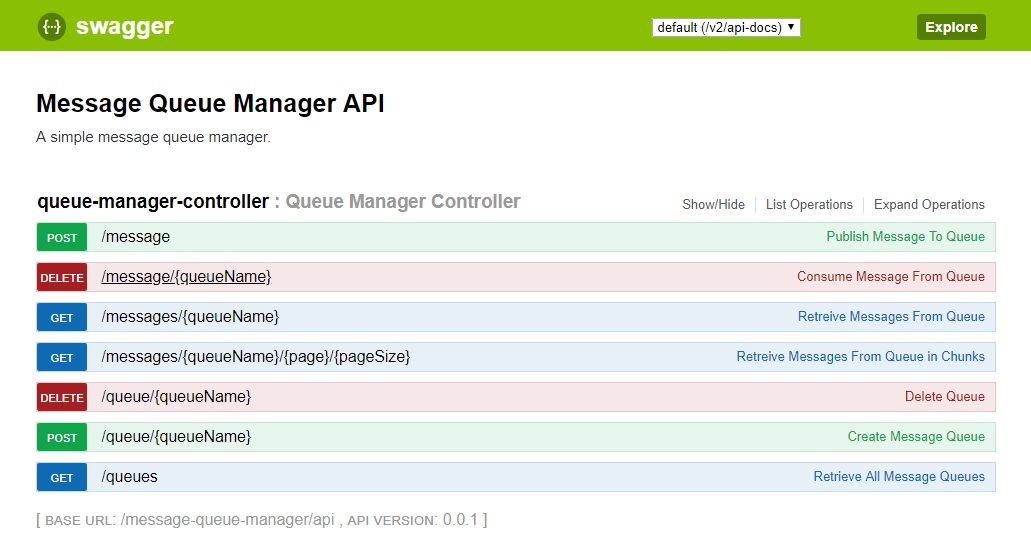 {···} swagger default (/v2/api-docs) ▼ Explore
Message Queue Manager API
A simple message queue manager.
queue-manager-controller : Queue Manager Controller Show/Hide List Operations Expand Operations
POST /message Publish Message To Queue
DELETE /message/{queueName} Consume Message From Queue
GET /messages/{queueName} Retreive Messages From Queue
GET /messages/{queueName}/{page}/{pageSize} Retreive Messages From Queue in Chunks
DELETE /queue/{queueName} Delete Queue
POST /queue/{queueName} Create Message Queue
GET /queues Retrieve All Message Queues
[ BASE URL: /message-queue-manager/api , API VERSION: 0.0.1 ]